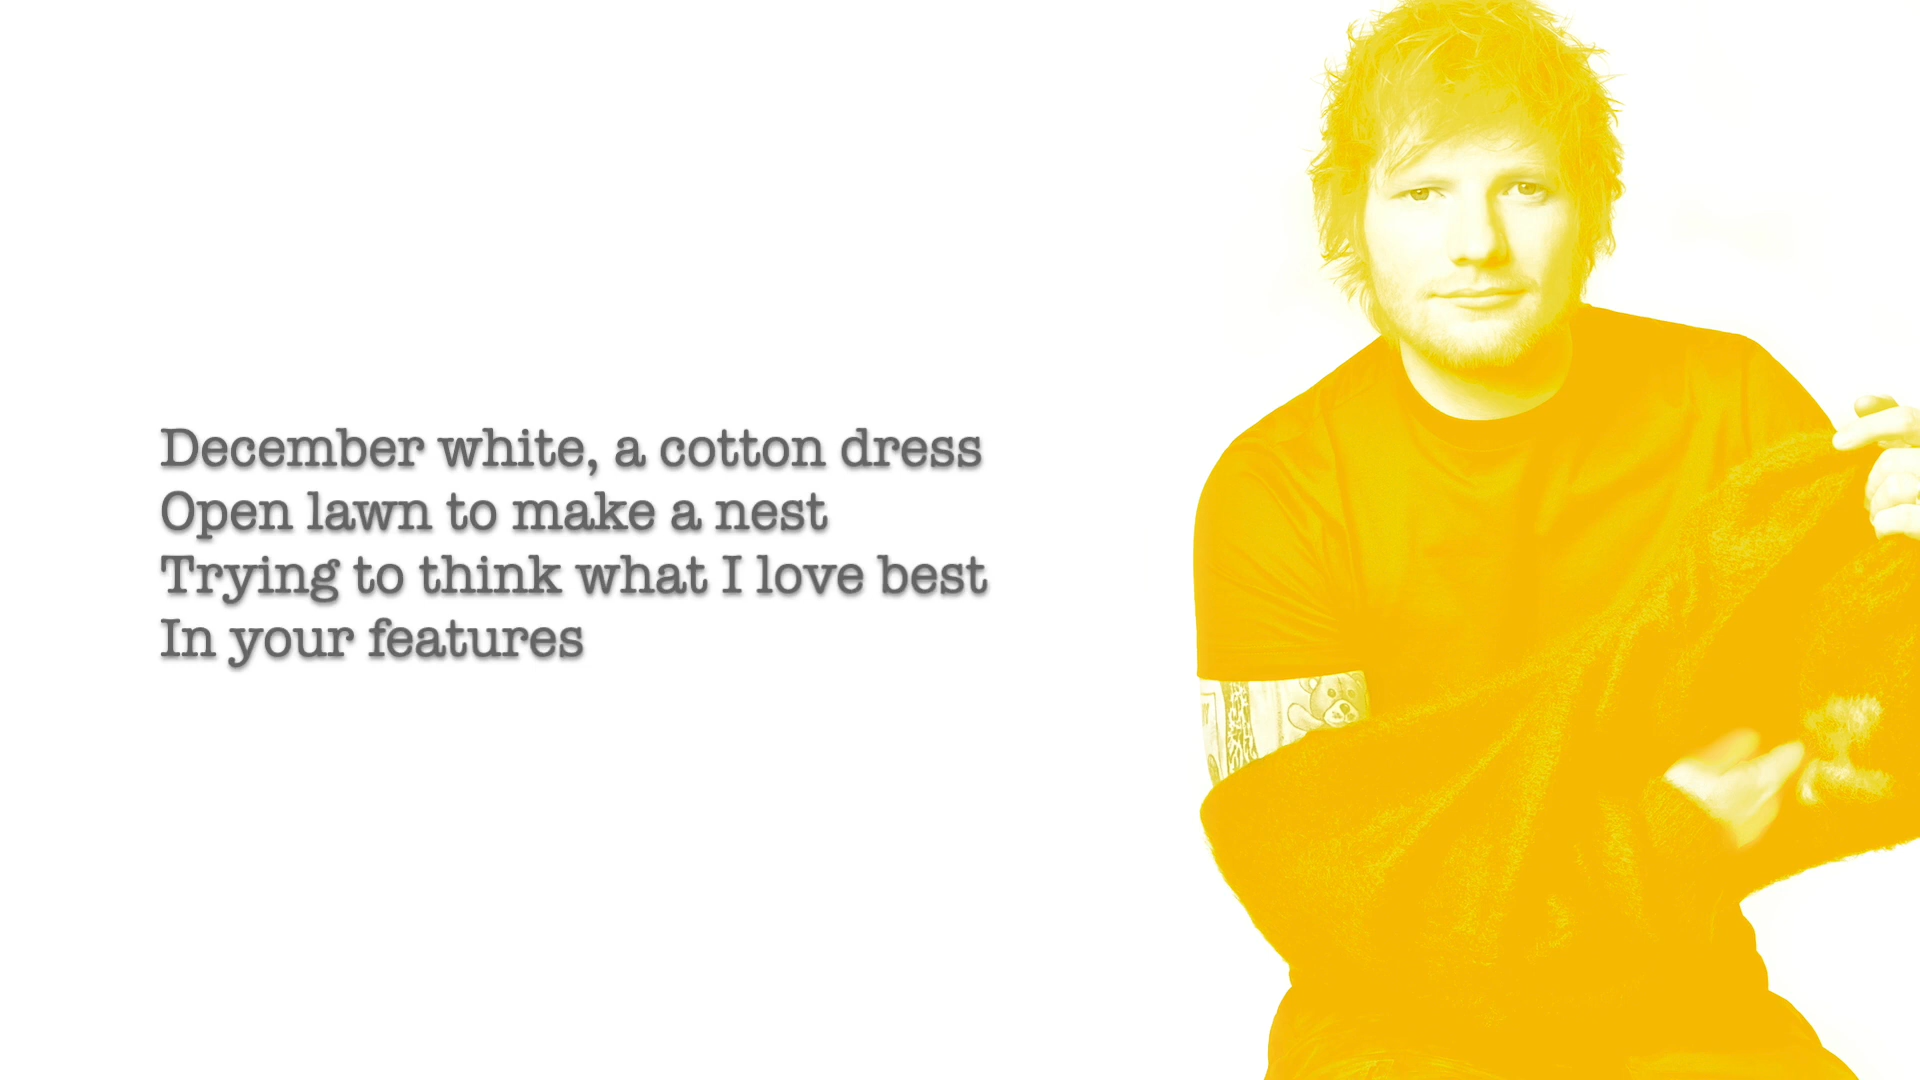 December white, a cotton dress
Open lawn to make a nest
Trying to think what I love best
In your features